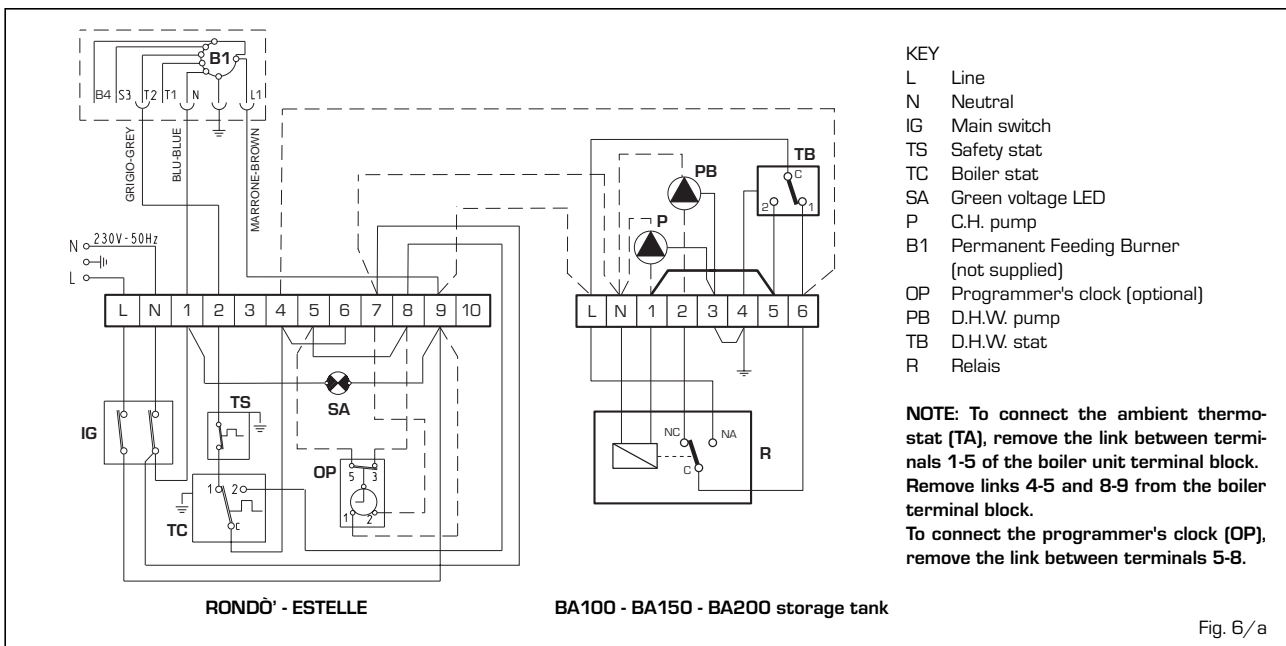 B1
B4 S3 T2 T1 N L1
GRIGIO-GREY
BLU-BLUE
MARRONE-BROWN
N 230V-50Hz
L
L N 1 2 3 4 5 6 7 8 9 10
IG
TS
SA
TC
1 2
C
OP
5 3
1 2
RONDÒ' - ESTELLE
PB
P
TB
C
2 1
L N 1 2 3 4 5 6
NC NA
C
R
BA100 - BA150 - BA200 storage tank
KEY
L Line
N Neutral
IG Main switch
TS Safety stat
TC Boiler stat
SA Green voltage LED
P C.H. pump
B1 Permanent Feeding Burner
(not supplied)
OP Programmer's clock (optional)
PB D.H.W. pump
TB D.H.W. stat
R Relais
NOTE: To connect the ambient thermo-
stat (TA), remove the link between termi-
nals 1-5 of the boiler unit terminal block.
Remove links 4-5 and 8-9 from the boiler
terminal block.
To connect the programmer's clock (OP),
remove the link between terminals 5-8.
Fig. 6/a